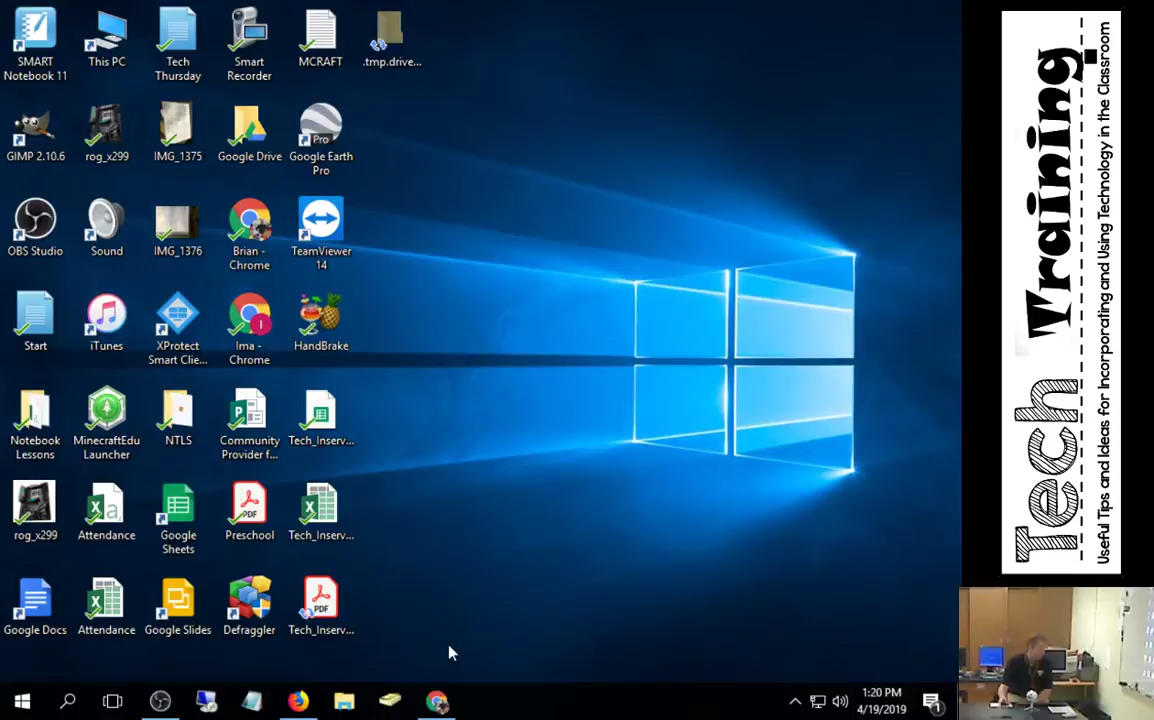 SMART
Notebook 11
This PC
Tech
Thursday
Smart
Recorder
MCRAFT
.tmp.drive...
GIMP 2.10.6
rog_x299
IMG_1375
Google Drive
Pro
Google Earth
Pro
OBS Studio
Sound
IMG_1376
Brian -
Chrome
TeamViewer
14
Start
iTunes
XProtect
Smart Clie...
I
Ima -
Chrome
HandBrake
Notebook
Lessons
MinecraftEdu
Launcher
NTLS
Community
Provider f...
Tech_Inserv...
rog_x299
Attendance
Google
Sheets
PDF
Preschool
Tech_Inserv...
Google Docs
Attendance
Google Slides
Defraggler
PDF
Tech_Inserv...
1:20 PM
4/19/2019
1
Tech Training
Useful Tips and Ideas for Incorporating and Using Technology in the Classroom